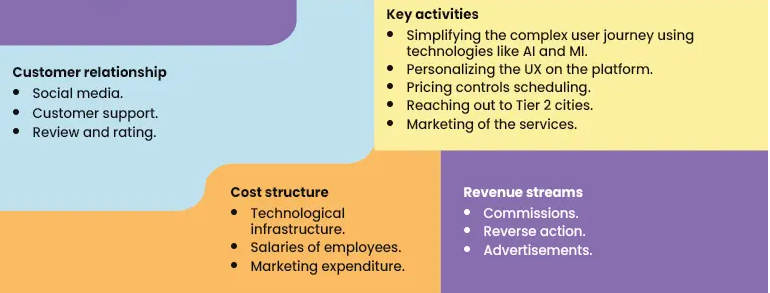 Key activities
• Simplifying the complex user journey using
technologies like AI and MI.
• Personalizing the UX on the platform.
• Pricing controls scheduling.
• Reaching out to Tier 2 cities.
• Marketing of the services.
Customer relationship
• Social media.
• Customer support.
• Review and rating.
Cost structure
• Technological
infrastructure.
• Salaries of employees.
• Marketing expenditure.
Revenue streams
• Commissions.
• Reverse action.
• Advertisements.